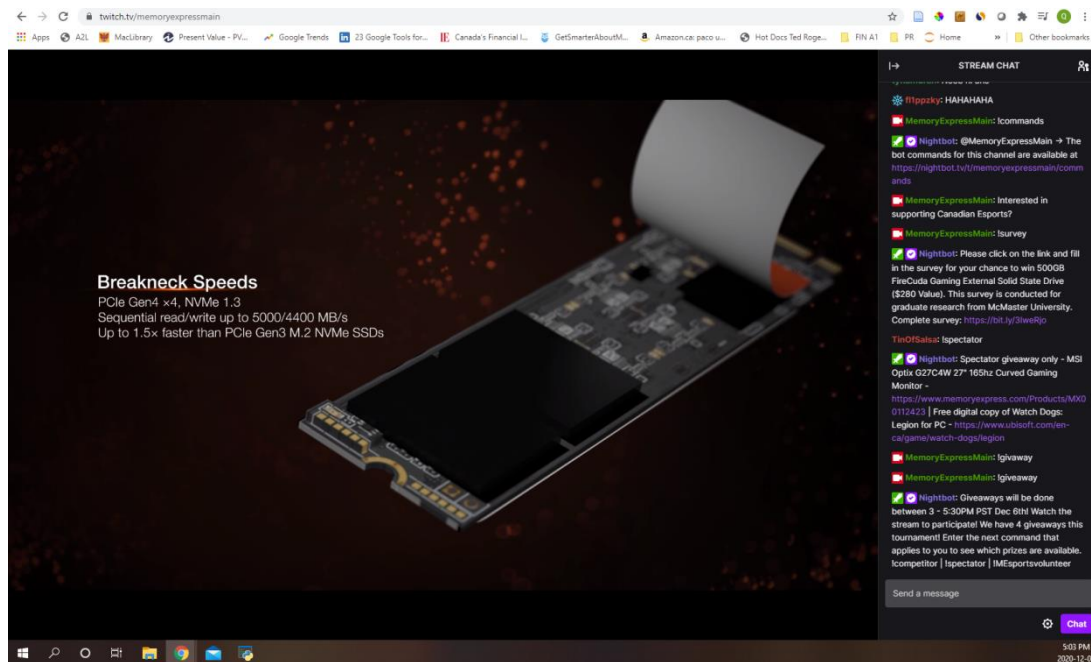 twitch.tv/memoryexpressmain
Apps A2L MacLibrary Present Value - PV... Google Trends 23 Google Tools for... Canada's Financial I... GetSmarterAboutM... Amazon.ca: paco u... Hot Docs Ted Roge... FIN A1 PR Home » Other bookmarks
Breakneck Speeds
PCIe Gen4 ×4, NVMe 1.3
Sequential read/write up to 5000/4400 MB/s
Up to 1.5× faster than PCIe Gen3 M.2 NVMe SSDs
STREAM CHAT
fl1ppzky: HAHAHAHA
MemoryExpressMain: !commands
Nightbot: @MemoryExpressMain → The
bot commands for this channel are available at
https://nightbot.tv/t/memoryexpressmain/comm
ands
MemoryExpressMain: Interested in
supporting Canadian Esports?
MemoryExpressMain: !survey
Nightbot: Please click on the link and fill
in the survey for your chance to win 500GB
FireCuda Gaming External Solid State Drive
($280 Value). This survey is conducted for
graduate research from McMaster University.
Complete survey: https://bit.ly/3lweRjo
TinOfSalsa: !spectator
Nightbot: Spectator giveaway only - MSI
Optix G27C4W 27" 165hz Curved Gaming
Monitor -
https://www.memoryexpress.com/Products/MX0
0112423 | Free digital copy of Watch Dogs:
Legion for PC - https://www.ubisoft.com/en-
ca/game/watch-dogs/legion
MemoryExpressMain: !givaway
MemoryExpressMain: !giveaway
Nightbot: Giveaways will be done
between 3 - 5:30PM PST Dec 6th! Watch the
stream to participate! We have 4 giveaways this
tournament! Enter the next command that
applies to you to see which prizes are available.
!competitor | !spectator | !MEsportsvolunteer
Send a message
Chat
5:03 PM